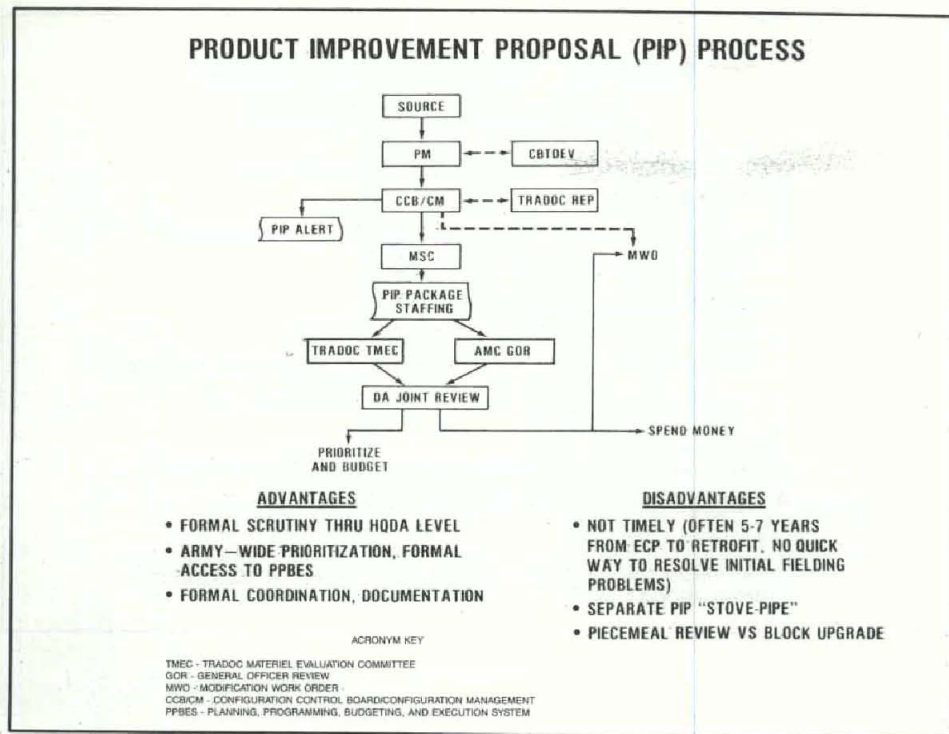 PRODUCT IMPROVEMENT PROPOSAL (PIP) PROCESS
SOURCE
PM
CBTDEV
CCB/CM
TRADOC REP
PIP ALERT
MSC
MWO
PIP PACKAGE
STAFFING
TRADOC TMEC
AMC GOR
DA JOINT REVIEW
SPEND MONEY
PRIORITIZE
AND BUDGET
ADVANTAGES
• FORMAL SCRUTINY THRU HQDA LEVEL
• ARMY—WIDE PRIORITIZATION, FORMAL
ACCESS TO PPBES
• FORMAL COORDINATION, DOCUMENTATION
DISADVANTAGES
• NOT TIMELY (OFTEN 5-7 YEARS
FROM ECP TO RETROFIT, NO QUICK
WAY TO RESOLVE INITIAL FIELDING
PROBLEMS)
• SEPARATE PIP "STOVE-PIPE"
• PIECEMEAL REVIEW VS BLOCK UPGRADE
ACRONYM KEY
TMEC - TRADOC MATERIEL EVALUATION COMMITTEE
GOR - GENERAL OFFICER REVIEW
MWO - MODIFICATION WORK ORDER
CCB/CM - CONFIGURATION CONTROL BOARD/CONFIGURATION MANAGEMENT
PPBES - PLANNING, PROGRAMMING, BUDGETING, AND EXECUTION SYSTEM